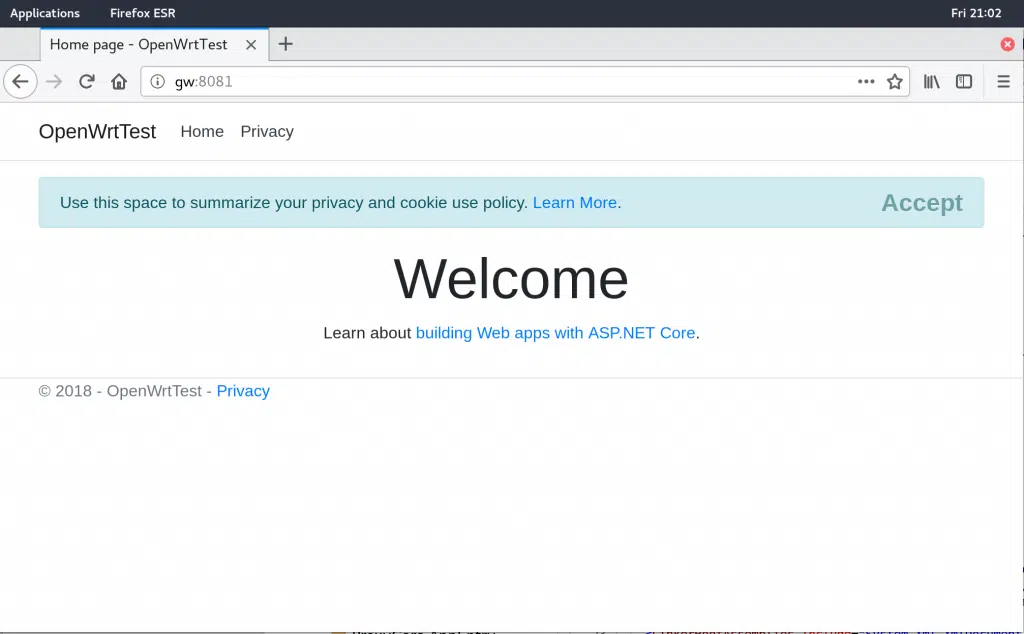 Applications Firefox ESR Fri 21:02
Home page - OpenWrtTest
gw:8081
OpenWrtTest Home Privacy
Use this space to summarize your privacy and cookie use policy. Learn More. Accept
Welcome
Learn about building Web apps with ASP.NET Core.
© 2018 - OpenWrtTest - Privacy